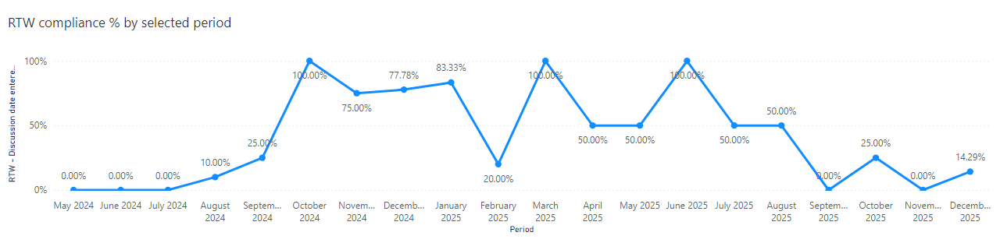 RTW compliance % by selected period
RTW - Discussion date entere...
100%
50%
0%
0.00%
0.00%
0.00%
10.00%
25.00%
100.00%
75.00%
77.78%
83.33%
20.00%
100.00%
50.00%
50.00%
100.00%
50.00%
50.00%
0.00%
25.00%
0.00%
14.29%
May 2024
June 2024
July 2024
August
2024
Septem...
2024
October
2024
Novem...
2024
Decemb...
2024
January
2025
February
2025
March
2025
April
2025
May 2025
June 2025
July 2025
August
2025
Septem...
2025
October
2025
Novem...
2025
Decemb...
2025
Period